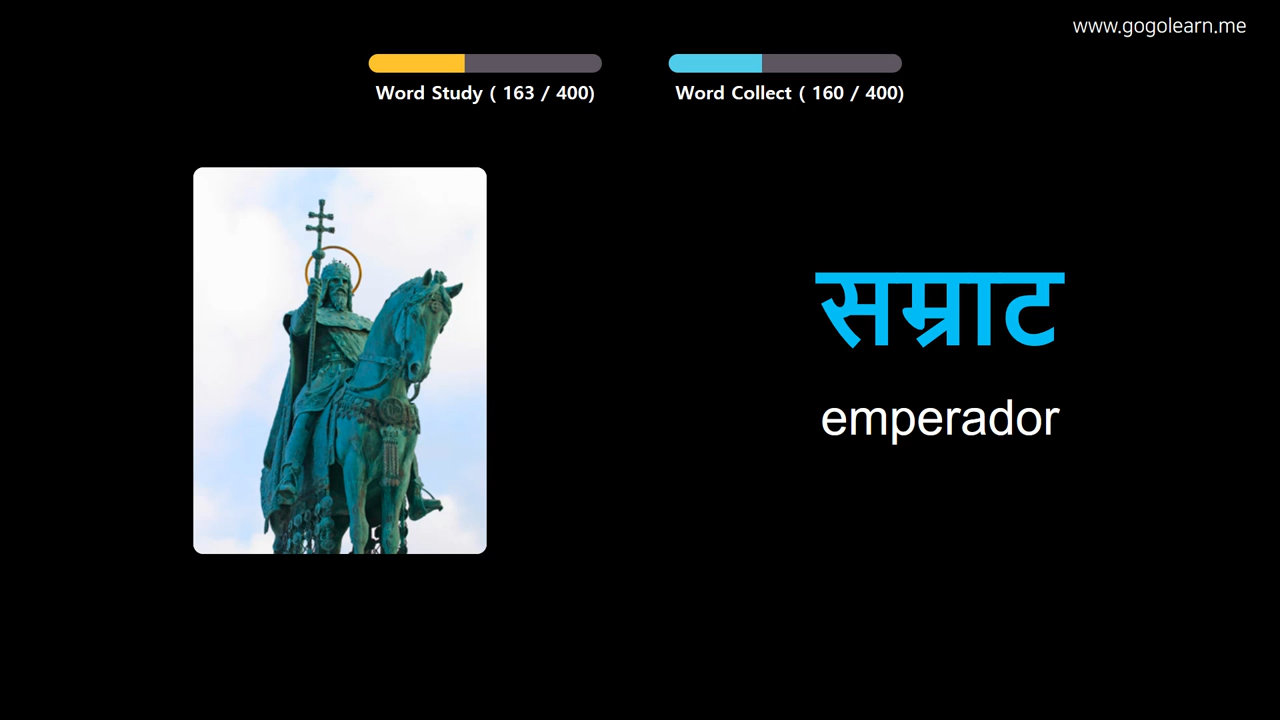 www.gogolearn.me
Word Study ( 163 / 400)
Word Collect ( 160 / 400)
सम्राट
emperador